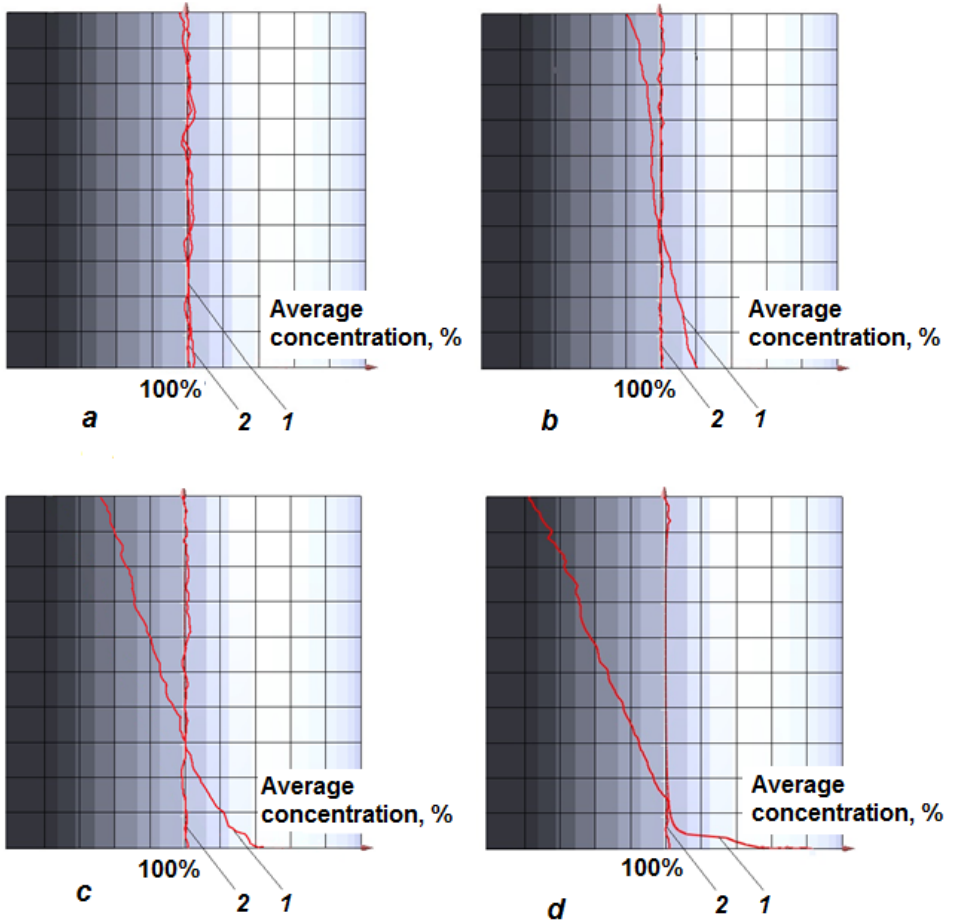 Average
concentration, %
100%
a
2
1
Average
concentration, %
100%
b
2
1
Average
concentration, %
100%
c
2
1
Average
concentration, %
100%
d
2
1